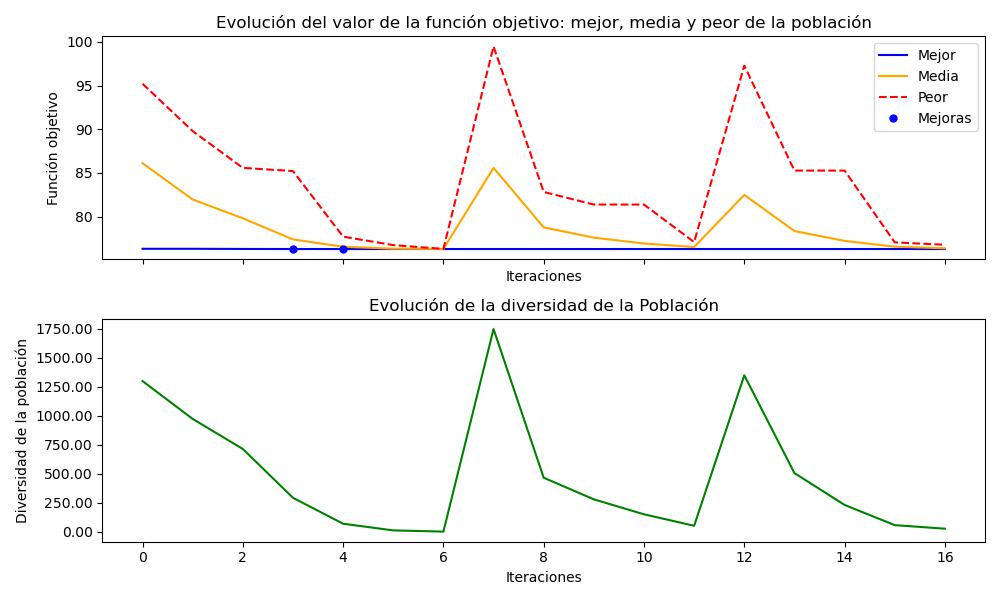 Evolución del valor de la función objetivo: mejor, media y peor de la población
100
95
90
85
80
Función objetivo
Mejor
Media
Peor
Mejoras
Iteraciones
Evolución de la diversidad de la Población
1750.00
1500.00
1250.00
1000.00
750.00
500.00
250.00
0.00
Diversidad de la población
0 2 4 6 8 10 12 14 16
Iteraciones